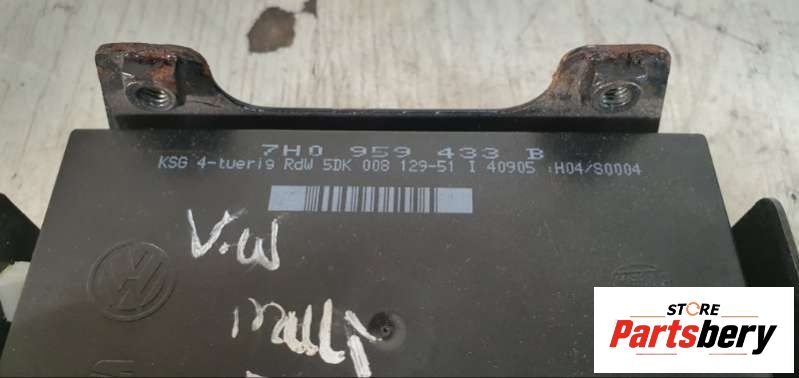 7H0 959 433 B
KSG 4-tuerig RdW 5DK 008 129-51 I 40905 :H04/S0004
V.W
STORE
Partsbery